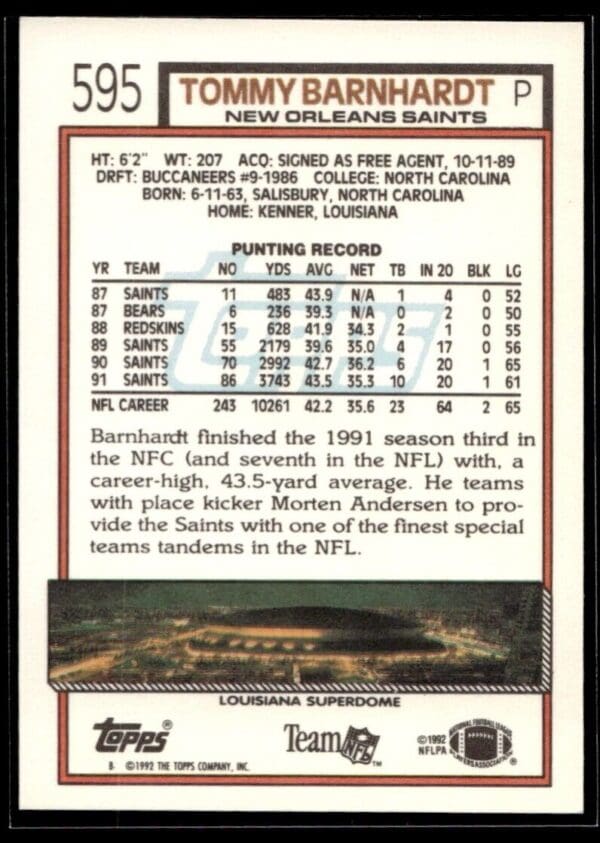 595 TOMMY BARNHARDT P
NEW ORLEANS SAINTS
HT: 6'2" WT: 207 ACQ: SIGNED AS FREE AGENT, 10-11-89
DRFT: BUCCANEERS #9-1986 COLLEGE: NORTH CAROLINA
BORN: 6-11-63, SALISBURY, NORTH CAROLINA
HOME: KENNER, LOUISIANA
Topps
PUNTING RECORD
YR TEAM NO YDS AVG NET TB IN 20 BLK LG
87 SAINTS 11 483 43.9 N/A 1 4 0 52
87 BEARS 6 236 39.3 N/A 0 2 0 50
88 REDSKINS 15 628 41.9 34.3 2 1 0 55
89 SAINTS 55 2179 39.6 35.0 4 17 0 56
90 SAINTS 70 2992 42.7 36.2 6 20 1 65
91 SAINTS 86 3743 43.5 35.3 10 20 1 61
NFL CAREER 243 10261 42.2 35.6 23 64 2 65
Barnhardt finished the 1991 season third in
the NFC (and seventh in the NFL) with, a
career-high, 43.5-yard average. He teams
with place kicker Morten Andersen to pro-
vide the Saints with one of the finest special
teams tandems in the NFL.
LOUISIANA SUPERDOME
Topps® Team NFL™ ©1992 NFLPA NATIONAL FOOTBALL LEAGUE PLAYERS ASSOCIATION®
B ©1992 THE TOPPS COMPANY, INC.